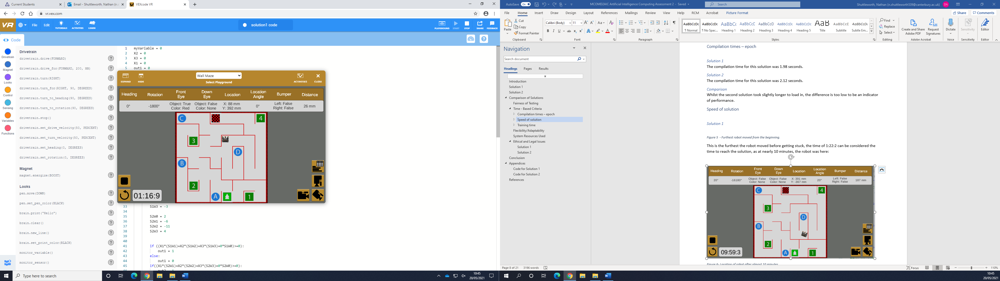 Current Students
Email - Shuttleworth, Nathan (n.s
VEXcode VR
vr.vex.com
VR
File
Edit
TUTORIALS
ACTIVITIES
LEARN
solution1 code
PLAYGROUND
START
STOP
SHARE
FEEDBACK
Code
Drivetrain
Magnet
Looks
Control
Sensing
Variables
Functions
Drivetrain
drivetrain.drive(FORWARD)
drivetrain.drive_for(FORWARD, 200, MM)
drivetrain.turn(RIGHT)
drivetrain.turn_for(RIGHT, 90, DEGREES)
drivetrain.turn_to_heading(90, DEGREES)
drivetrain.turn_to_rotation(90, DEGREES)
drivetrain.stop()
drivetrain.set_drive_velocity(50, PERCENT)
drivetrain.set_turn_velocity(50, PERCENT)
drivetrain.set_heading(0, DEGREES)
drivetrain.set_rotation(0, DEGREES)
Magnet
magnet.energize(BOOST)
Looks
pen.move(DOWN)
pen.set_pen_color(BLACK)
brain.print("Hello")
brain.clear()
brain.new_line()
brain.set_print_color(BLACK)
monitor_variable()
monitor_sensor()
1 myVariable = 0
2 X2 = 0
3 X3 = 0
4 X1 = 0
5 out1 = 0
EXPAND
HIDE
Wall Maze
Select Playground
ACTIVITIES
CLOSE
Heading Rotation Front Eye Down Eye Location Location Angle Bumper Distance
0° -1800° Object: True Color: Red Object: False Color: None X: 88 mm Y: 392 mm 0° Left: False Right: False 26 mm
C
4
3
D
B
2
A
1
01:16:9
33 S1W3 = -3
34
35 S2W0 = 2
36 S2W1 = -6
37 S2W2 = -11
38 S2W3 = 4
39
40
41 if ((X1*(S1W1)+X2*(S1W2)+X3*(S1W3)+0*S1W0)>=0):
42 out1 = 1
43 else:
44 out1 = 0
45 if((X1*(S2W1)+X2*(S2W2)+X3*(S2W3)+0*S2W0)>=0):
Type here to search
10:45
20/05/2021
AutoSave On
MCOMD2AIC Artificial Intelligence Computing Assessment 2 - Saved
Search
Shuttleworth, Nathan (n.shuttleworth539@canterbury.ac.uk)
SN
File Home Insert Draw Design Layout References Mailings Review View Help RCM Acrobat Picture Format
Share
Comments
Paste
Cut
Copy
Format Painter
Clipboard
Calibri (Body) 11
Font
Paragraph
AaBbCcDc ¶ Normal
AaBbCcDc ¶ No Spac...
AaBbC( Heading 1
AaBbCcE Heading 2
AaBbCcD Heading 3
AaBbCcDc Heading 4
AaBbCcDc Heading 5
AaB Title
AaBbCcD Subtitle
AaBbCcDc Subtle Em...
Styles
Find
Replace
Select
Editing
Create and Share Adobe PDF
Request Signatures
Adobe Acrobat
Dictate
Voice
Sensitivity
Sensitivity
Editor
Editor
Navigation
Search document
Headings Pages Results
Introduction
Solution 1
Solution 2
Comparison of Solutions
Fairness of Testing
Time - Based Criteria
Compilation times – epoch
Speed of solution
Training time
Flexibility/Adaptability
System Resources Used
Ethical and Legal Issues
Solution 1
Solution 2
Conclusion
Appendices
Code for Solution 1
Code for Solution 2
References
Compilation times – epoch
Solution 1
The compilation time for this solution was 1.98 seconds.
Solution 2
The compilation time for this solution was 2.12 seconds.
Comparison
Whilst the second solution took slightly longer to load in, the difference is too low to be an indicator
of performance.
Speed of solution
Solution 1
Figure 5 - Furthest robot moved from the beginning.
This is the furthest the robot moved before getting stuck, the time of 1:22:2 can be considered the
time to reach the solution, as at nearly 10 minutes, the robot was here:
Heading Rotation Front Eye Down Eye Location Location Angle Bumper Distance
20° -16180° Object: False Color: None Object: False Color: None X: 391 mm Y: -367 mm 20° Left: False Right: False 187 mm
C
4
3
D
B
2
A
1
09:59:3
Figure 6- Location of robot after almost 10 minutes
Page 8 of 21
3196 words
Focus
110%
10:45
20/05/2021